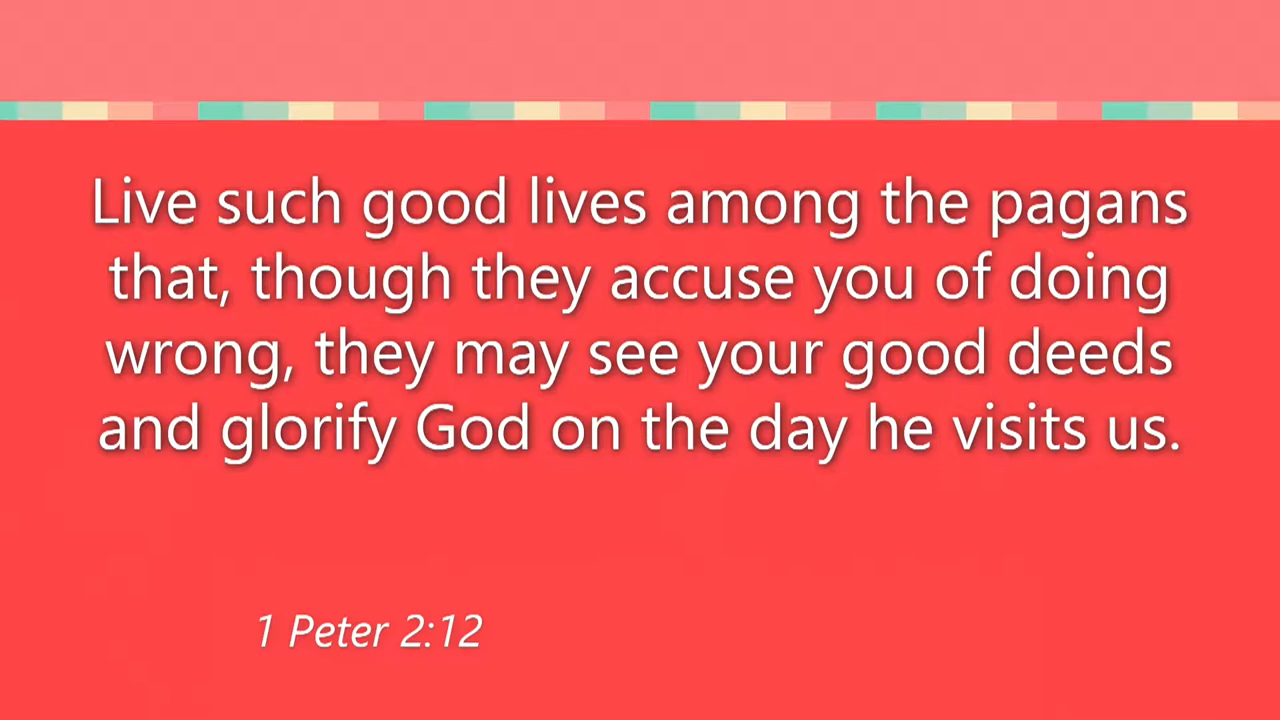 Live such good lives among the pagans
that, though they accuse you of doing
wrong, they may see your good deeds
and glorify God on the day he visits us.
1 Peter 2:12